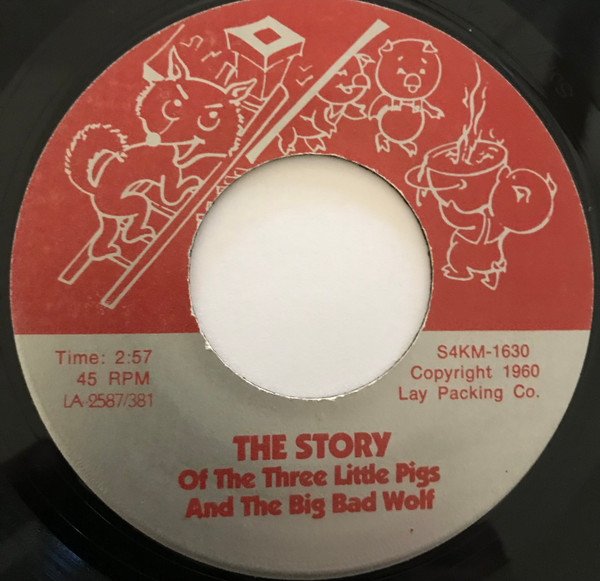 Time: 2:57
45 RPM
LA-2587/381
S4KM-1630
Copyright 1960
Lay Packing Co.
THE STORY
Of The Three Little Pigs
And The Big Bad Wolf